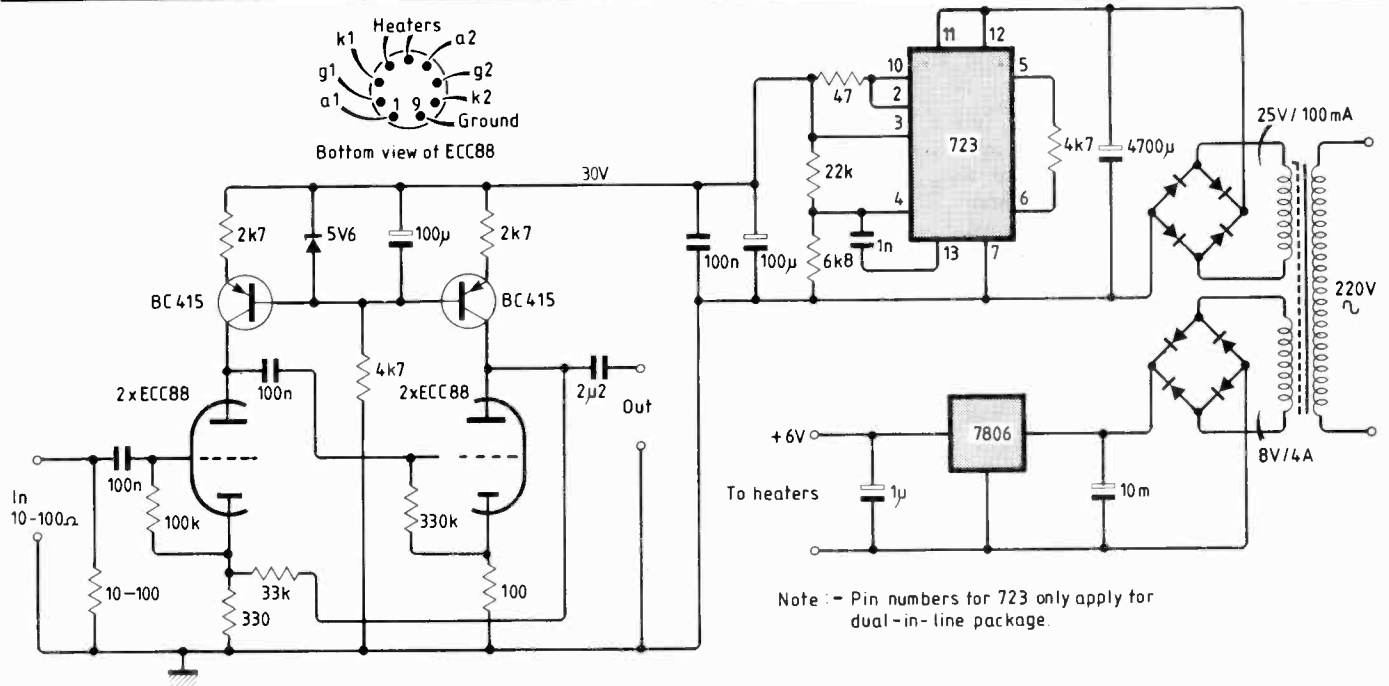 Heaters
k1
a2
g1
g2
a1
1
9
k2
Ground
Bottom view of ECC88
11
12
10
5
47
2
3
723
4k7
4700µ
25V/100mA
30V
22k
4
6
2k7
5V6
100µ
2k7
100n
100µ
6k8
1n
13
7
BC415
BC415
220V
∿
100n
4k7
2µ2
2xECC88
2xECC88
Out
+6V
7806
8V/4A
100n
In
10-100Ω
100k
330k
To heaters
1µ
10m
10-100
33k
330
100
Note :- Pin numbers for 723 only apply for
dual-in-line package.